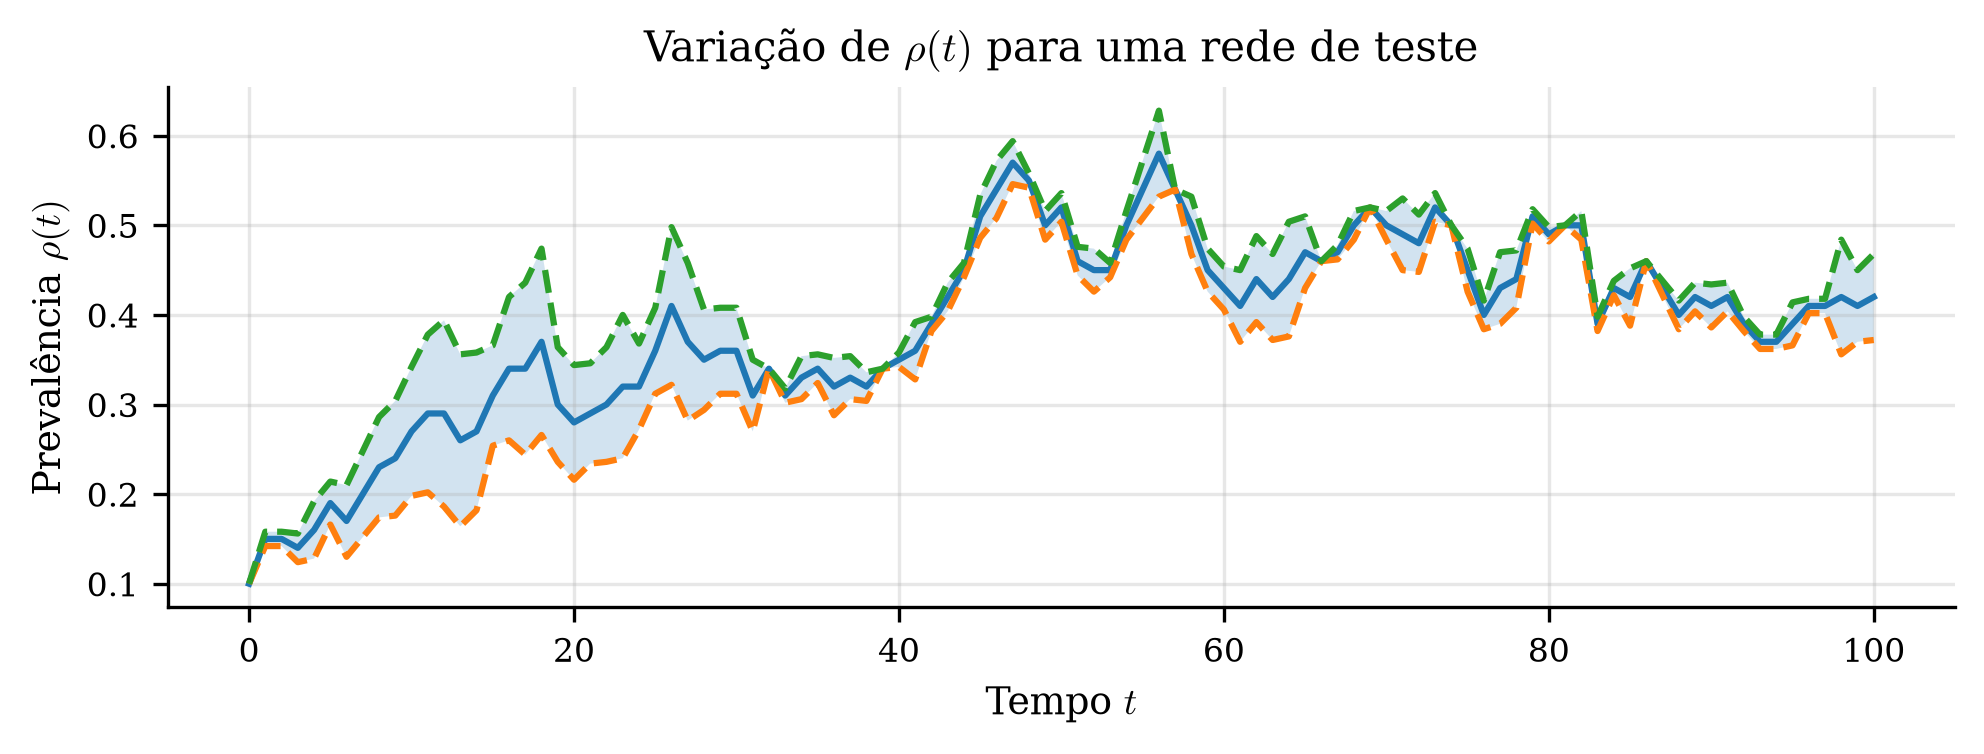 Variação de ρ(t) para uma rede de teste
Prevalência ρ(t)
0.6
0.5
0.4
0.3
0.2
0.1
0 20 40 60 80 100
Tempo t